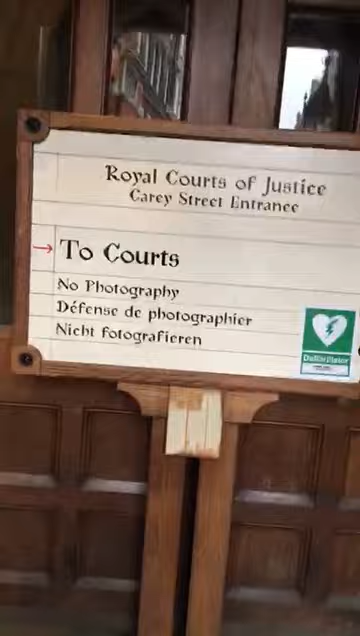 Royal Courts of Justice
Carey Street Entrance
→ To Courts
No Photography
Défense de photographier
Nicht fotografieren
Defibrillator